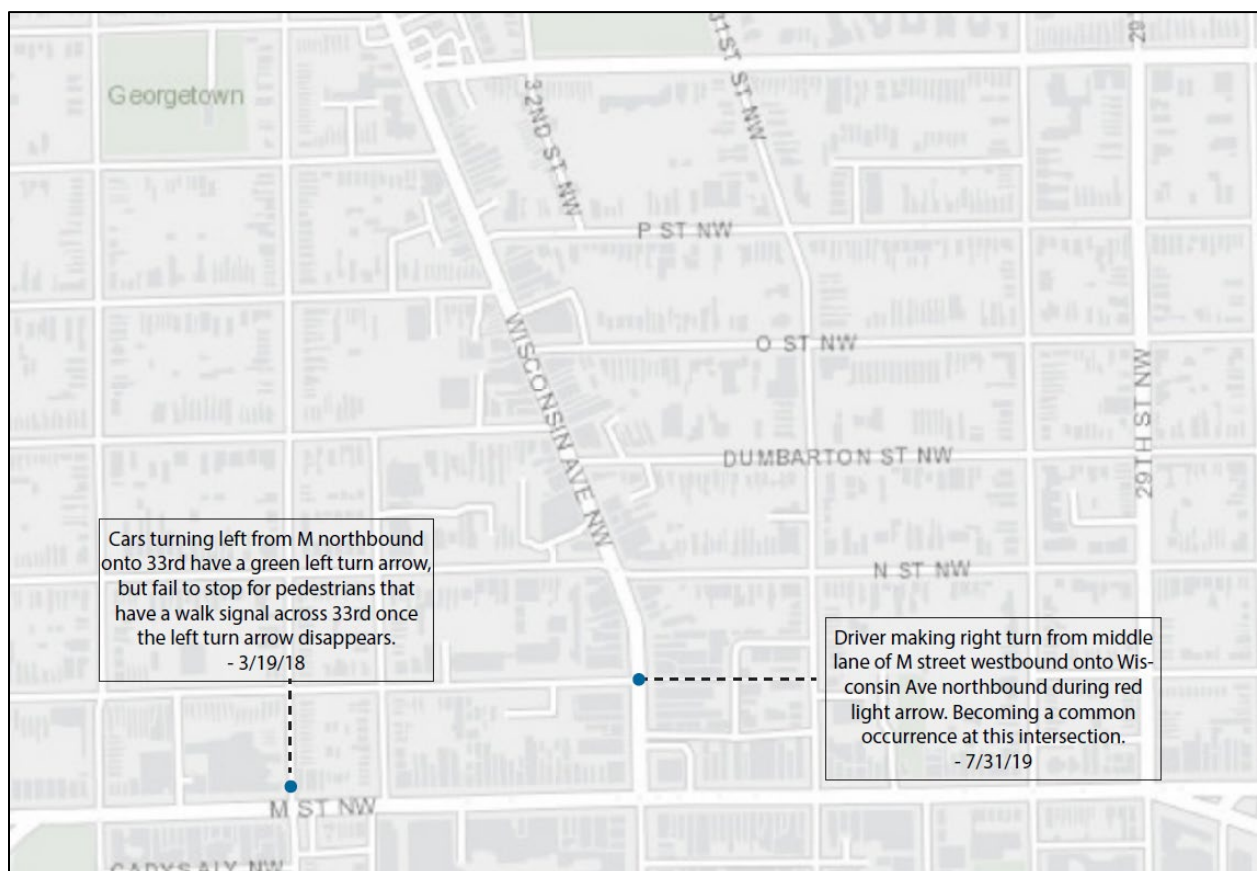 31ST ST NW
29
Georgetown
32ND ST NW
P ST NW
WISCONSIN AVE NW
O ST NW
29TH ST NW
DUMBARTON ST NW
N ST NW
Cars turning left from M northbound
onto 33rd have a green left turn arrow,
but fail to stop for pedestrians that
have a walk signal across 33rd once
the left turn arrow disappears.
- 3/19/18
Driver making right turn from middle
lane of M street westbound onto Wis-
consin Ave northbound during red
light arrow. Becoming a common
occurrence at this intersection.
- 7/31/19
M ST NW
CADYS ALY NW